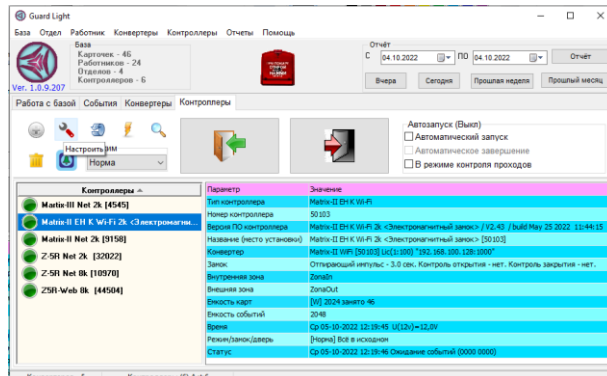 Guard Light
База Отдел Работник Конвертеры Контроллеры Отчеты Помощь
База
Карточек - 46
Работников - 24
Отделов - 4
Контроллеров - 6
Ver. 1.0.9.207
Отчёт
С 04.10.2022 ПО 04.10.2022 Отчёт
Вчера Сегодня Прошлая неделя Прошлый месяц
Работа с базой События Конвертеры Контроллеры
Настроить им
Норма
Автозапуск (Выкл)
Автоматический запуск
Автоматическое завершение
В режиме контроля проходов
Контроллеры
Matix-III Net 2k [4545]
Matrix-II EH K Wi-Fi 2k <Электромагни...
Matrix-II Net 2k [9158]
Z-5R Net 2k [32022]
Z-5R Net 8k [10970]
Z5R-Web 8k [44504]
Параметр Значение
Тип контроллера Matrix-II EH K Wi-Fi
Номер контроллера 50103
Версия ПО контроллера Matrix-II EH K Wi-Fi 2k <Электромагнитный замок> / V2.43 / build May 25 2022 11:44:15
Название (место установки) Matrix-II EH K Wi-Fi 2k <Электромагнитный замок> [50103]
Конвертер Matrix-II WiFi [50103] Lic(1:100) "192.168.100.128:1000"
Замок Отпирающий импульс - 3.0 сек. Контроль открытия - нет. Контроль закрытия - нет.
Внутренняя зона ZonaIn
Внешняя зона ZonaOut
Емкость карт [W] 2024 занято 46
Емкость событий 2048
Время Ср 05-10-2022 12:19:45 U(12v)=12,0V
Режим/замок/дверь [Норма] Всё в исходном
Статус Ср 05-10-2022 12:19:46 Ожидание событий (0000 0000)